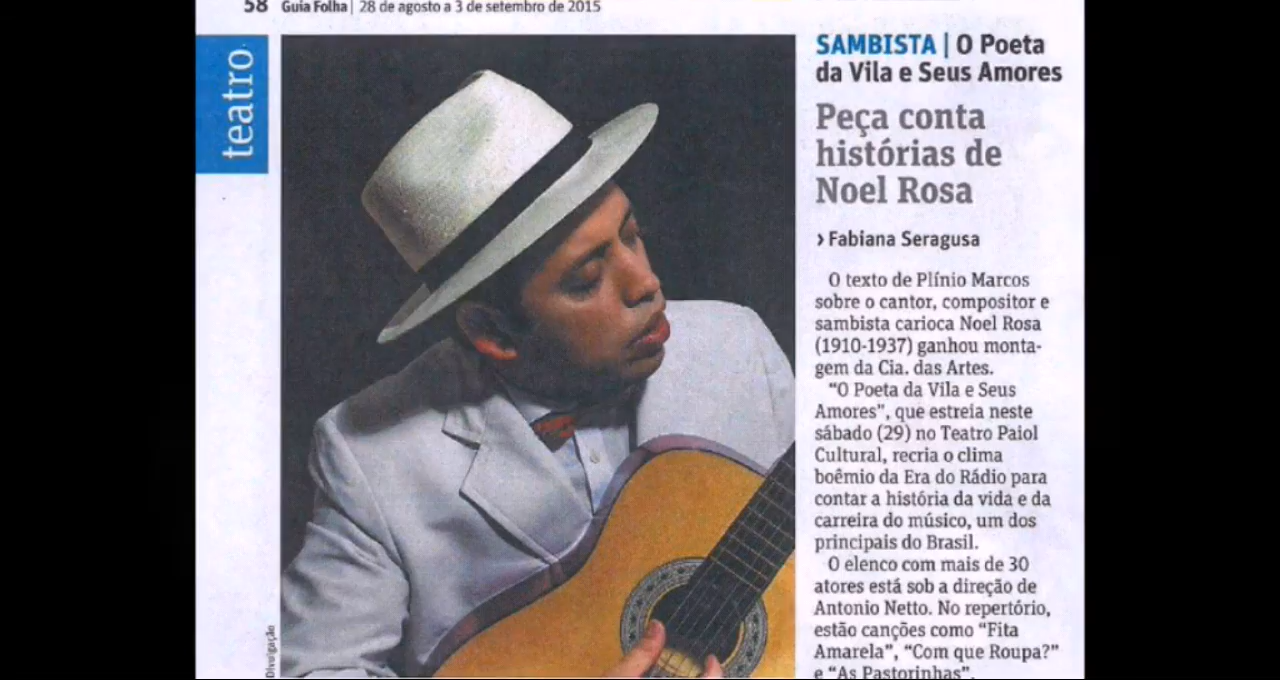 58 Guia Folha | 28 de agosto a 3 de setembro de 2015
teatro
SAMBISTA | O Poeta
da Vila e Seus Amores
Peça conta
histórias de
Noel Rosa
› Fabiana Seragusa
O texto de Plínio Marcos
sobre o cantor, compositor e
sambista carioca Noel Rosa
(1910-1937) ganhou monta-
gem da Cia. das Artes.
“O Poeta da Vila e Seus
Amores”, que estreia neste
sábado (29) no Teatro Paiol
Cultural, recria o clima
boêmio da Era do Rádio para
contar a história da vida e da
carreira do músico, um dos
principais do Brasil.
O elenco com mais de 30
atores está sob a direção de
Antonio Netto. No repertório,
estão canções como “Fita
Amarela”, “Com que Roupa?”
e “As Pastorinhas”.
Divulgação